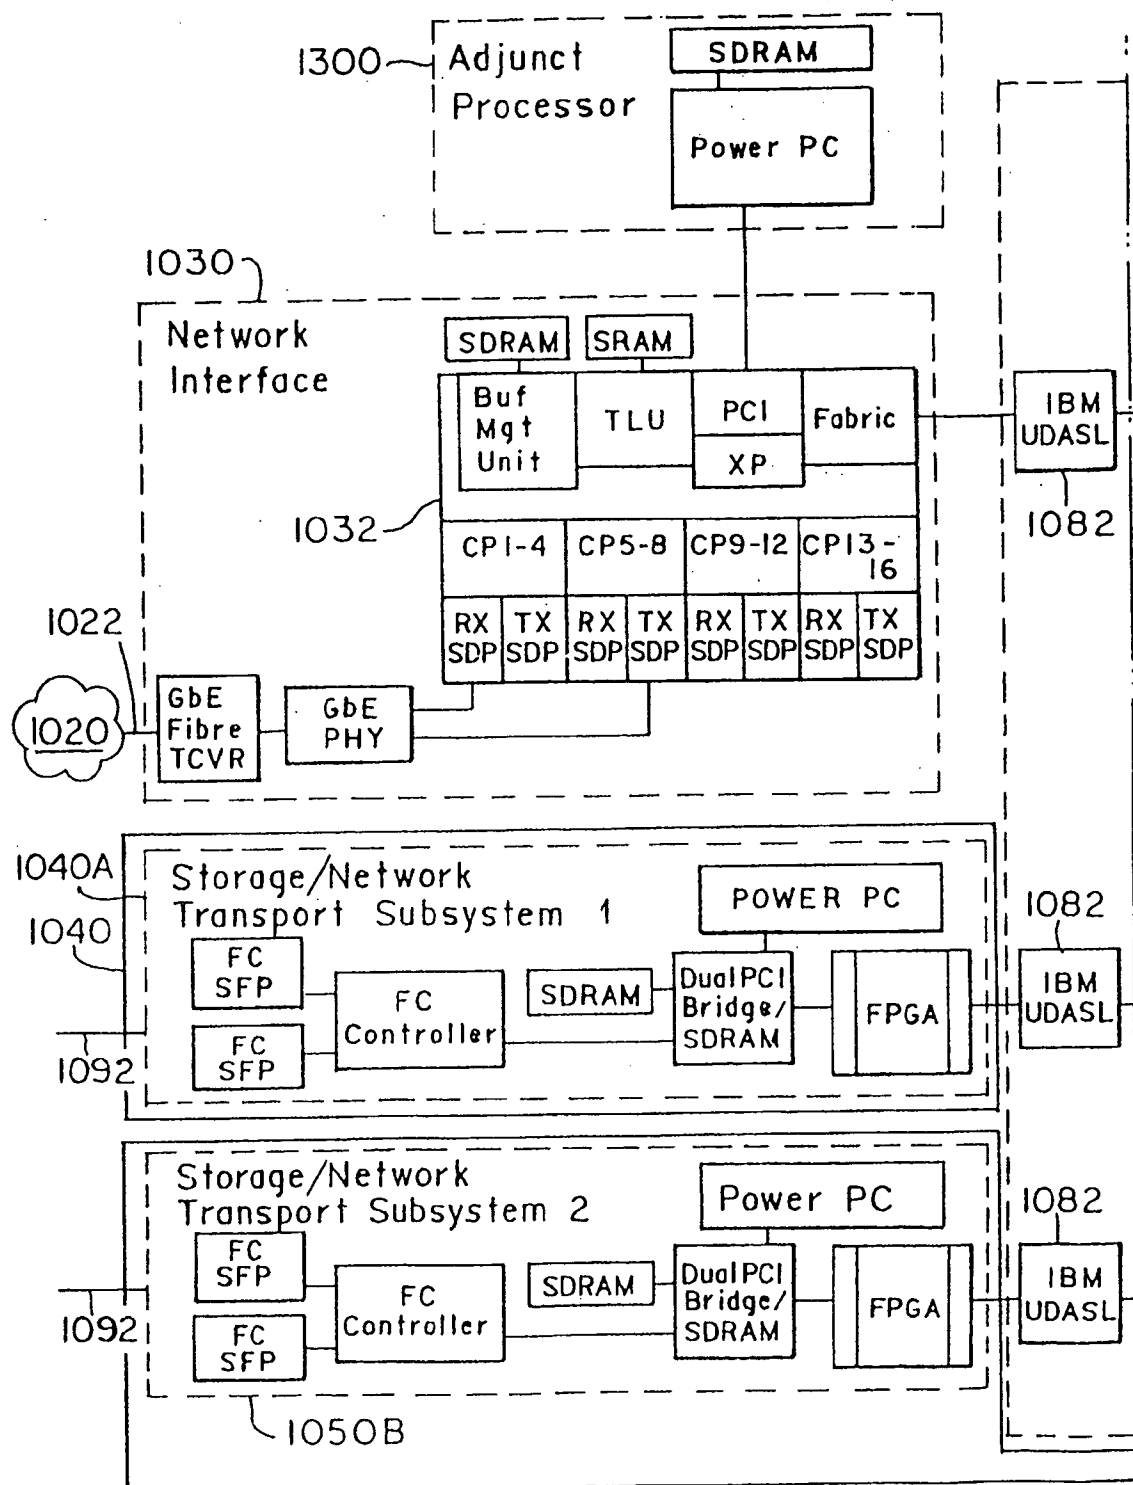 1300
Adjunct
Processor
SDRAM
Power PC
1030
Network
Interface
SDRAM
SRAM
Buf
Mgt
Unit
TLU
PCI
XP
Fabric
IBM
UDASL
1082
1032
CP1-4
CP5-8
CP9-12
CP13-
16
RX
SDP
TX
SDP
RX
SDP
TX
SDP
RX
SDP
TX
SDP
RX
SDP
TX
SDP
1022
1020
GbE
Fibre
TCVR
GbE
PHY
1040A
1040
Storage/Network
Transport Subsystem 1
POWER PC
FC
SFP
FC
SFP
FC
Controller
SDRAM
Dual PCI
Bridge/
SDRAM
FPGA
1082
IBM
UDASL
1092
Storage/Network
Transport Subsystem 2
Power PC
FC
SFP
FC
SFP
FC
Controller
SDRAM
Dual PCI
Bridge/
SDRAM
FPGA
1082
IBM
UDASL
1092
1050B